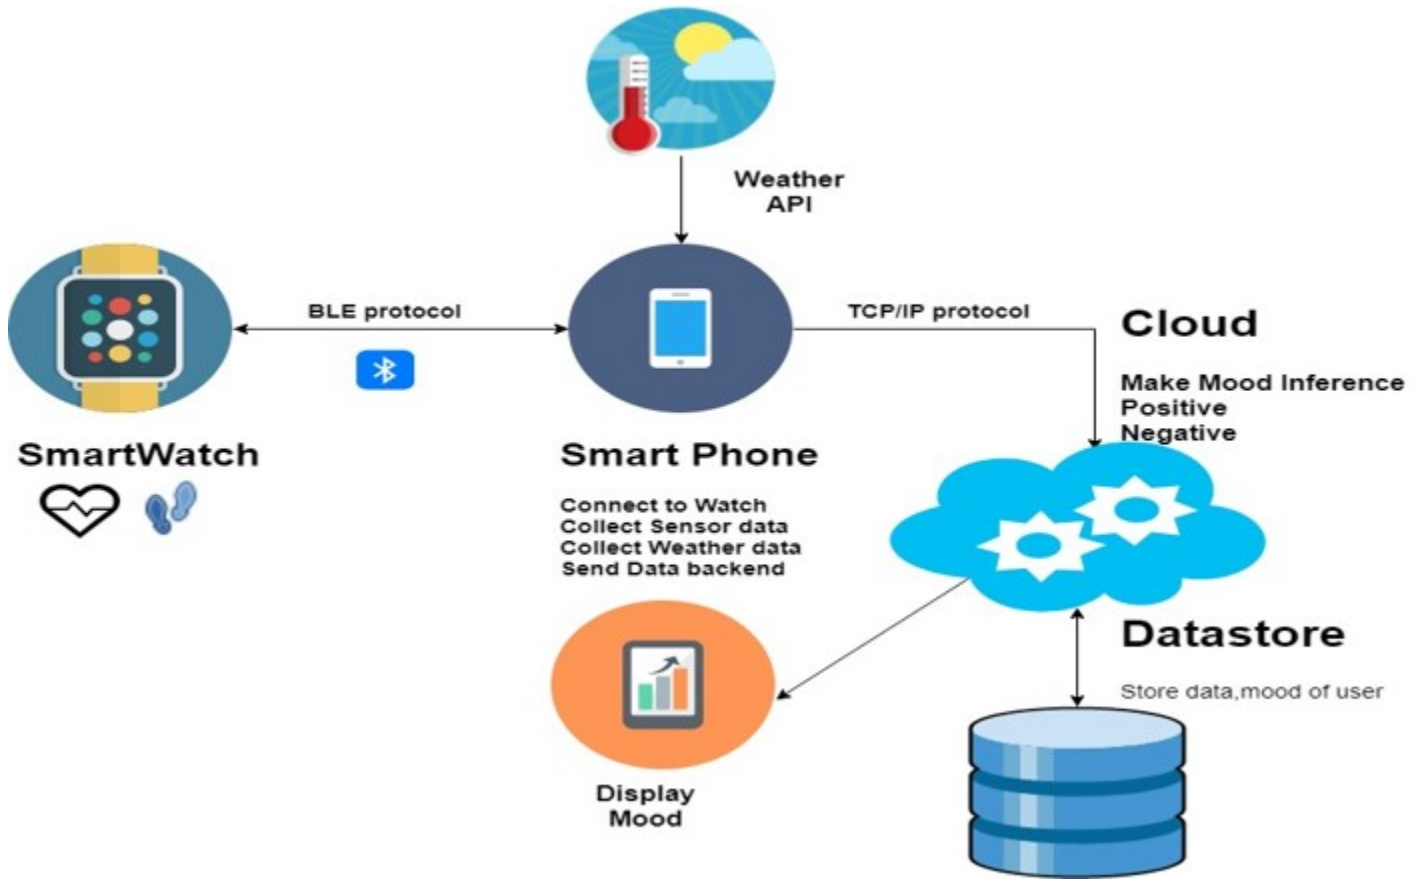 Weather
API
BLE protocol
TCP/IP protocol
Cloud
Make Mood Inference
Positive
Negative
SmartWatch
Smart Phone
Connect to Watch
Collect Sensor data
Collect Weather data
Send Data backend
Datastore
Store data,mood of user
Display
Mood